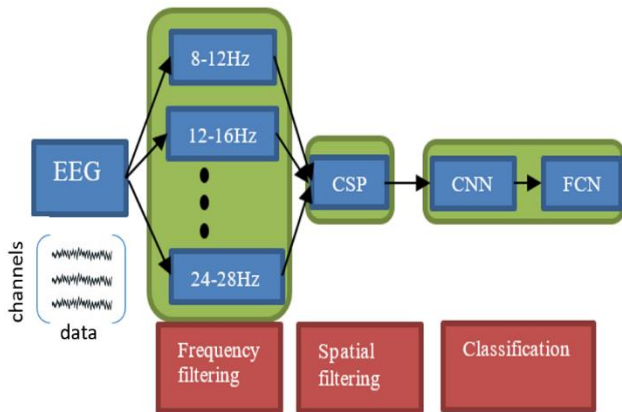 8-12Hz
12-16Hz
EEG
CSP
CNN
FCN
24-28Hz
channels
data
Frequency
filtering
Spatial
filtering
Classification